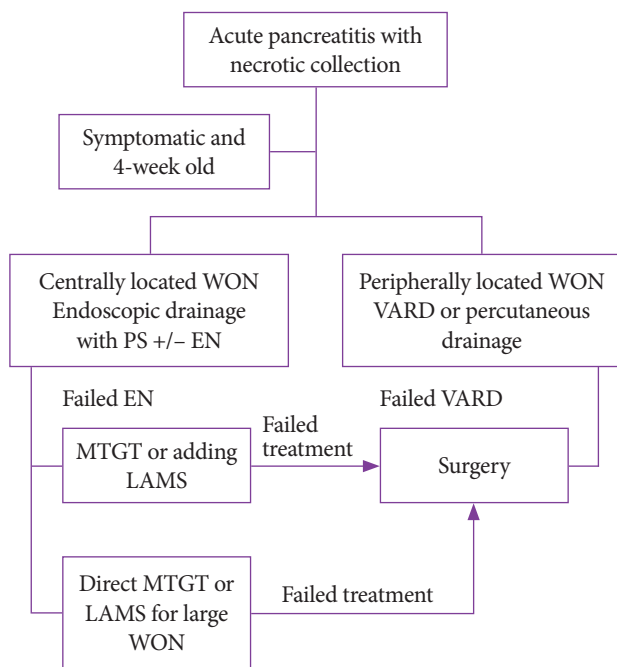 Acute pancreatitis with
necrotic collection
Symptomatic and
4-week old
Centrally located WON
Endoscopic drainage
with PS +/– EN
Peripherally located WON
VARD or percutaneous
drainage
Failed EN
Failed VARD
MTGT or adding
LAMS
Failed
treatment
Surgery
Direct MTGT or
LAMS for large
WON
Failed treatment